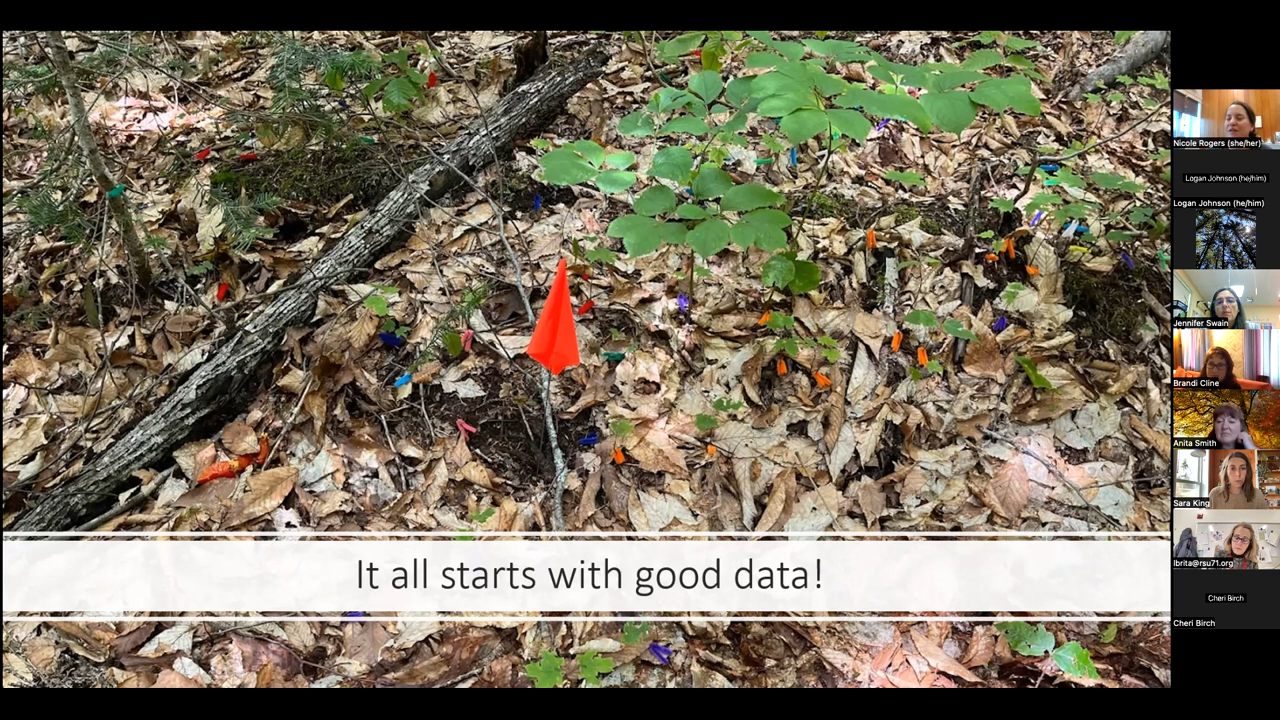 It all starts with good data!
Nicole Rogers (she/her)
Logan Johnson (he/him)
Logan Johnson (he/him)
Jennifer Swain
Brandi Cline
Anita Smith
Sara King
lbrita@rsu71.org
Cheri Birch
Cheri Birch